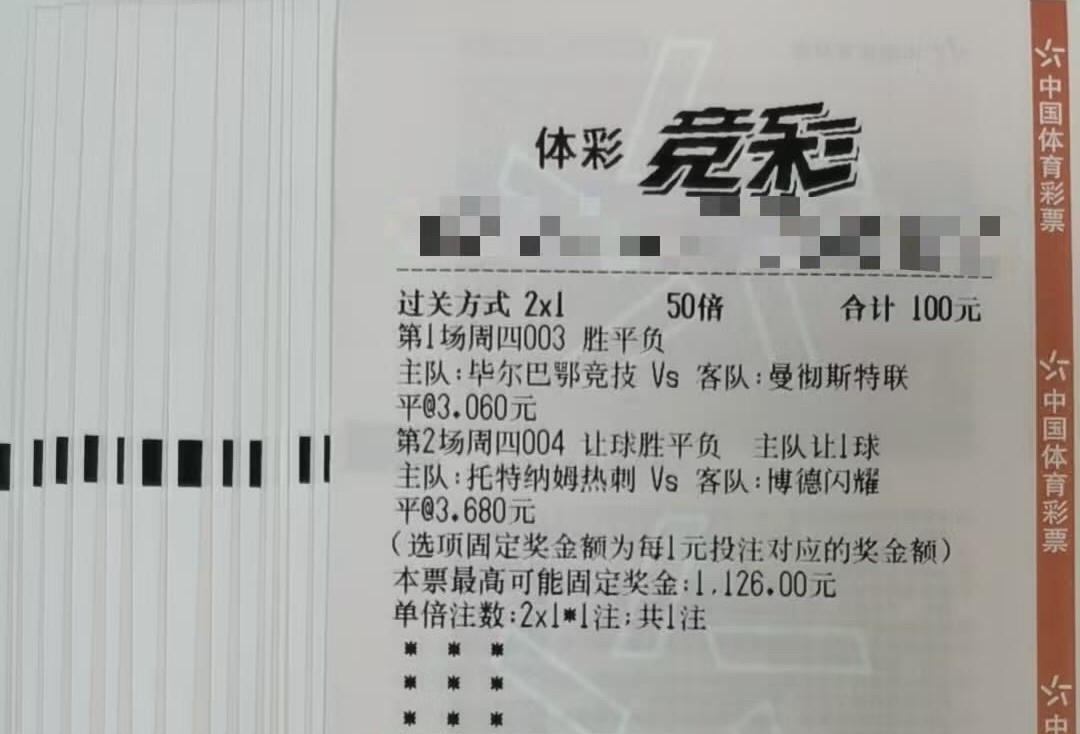 体彩 竞彩
过关方式 2x1 50倍 合计 100元
第1场周四003 胜平负
主队:毕尔巴鄂竞技 Vs 客队:曼彻斯特联
平@3.060元
第2场周四004 让球胜平负 主队让1球
主队:托特纳姆热刺 Vs 客队:博德闪耀
平@3.680元
(选项固定奖金额为每1元投注对应的奖金额)
本票最高可能固定奖金:1,126.00元
单倍注数:2x1*1注;共1注
* * *
* * *
* * *
中国体育彩票
中国体育彩票
中